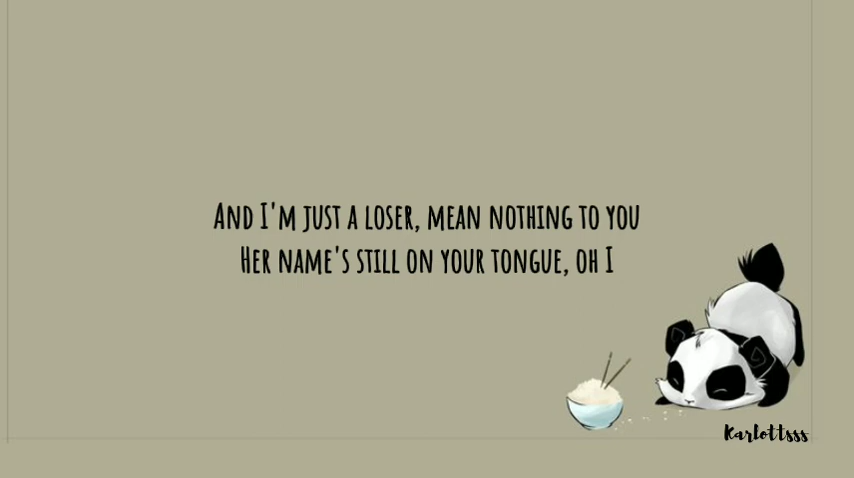 And I'm just a loser, mean nothing to you
Her name's still on your tongue, oh I
Karlottsss